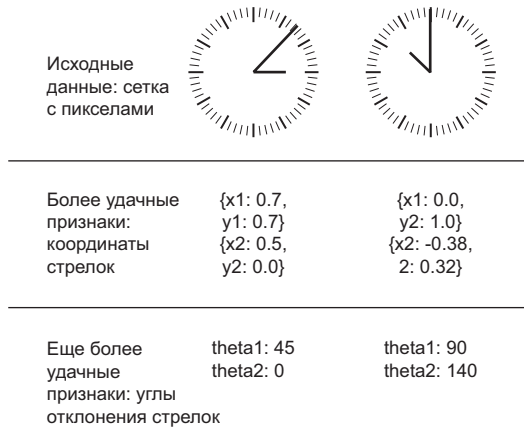 Исходные
данные: сетка
с пикселами
Более удачные
признаки:
координаты
стрелок
{x1: 0.7,
y1: 0.7}
{x2: 0.5,
y2: 0.0}
{x1: 0.0,
y2: 1.0}
{x2: -0.38,
2: 0.32}
Еще более
удачные
признаки: углы
отклонения стрелок
theta1: 45
theta2: 0
theta1: 90
theta2: 140